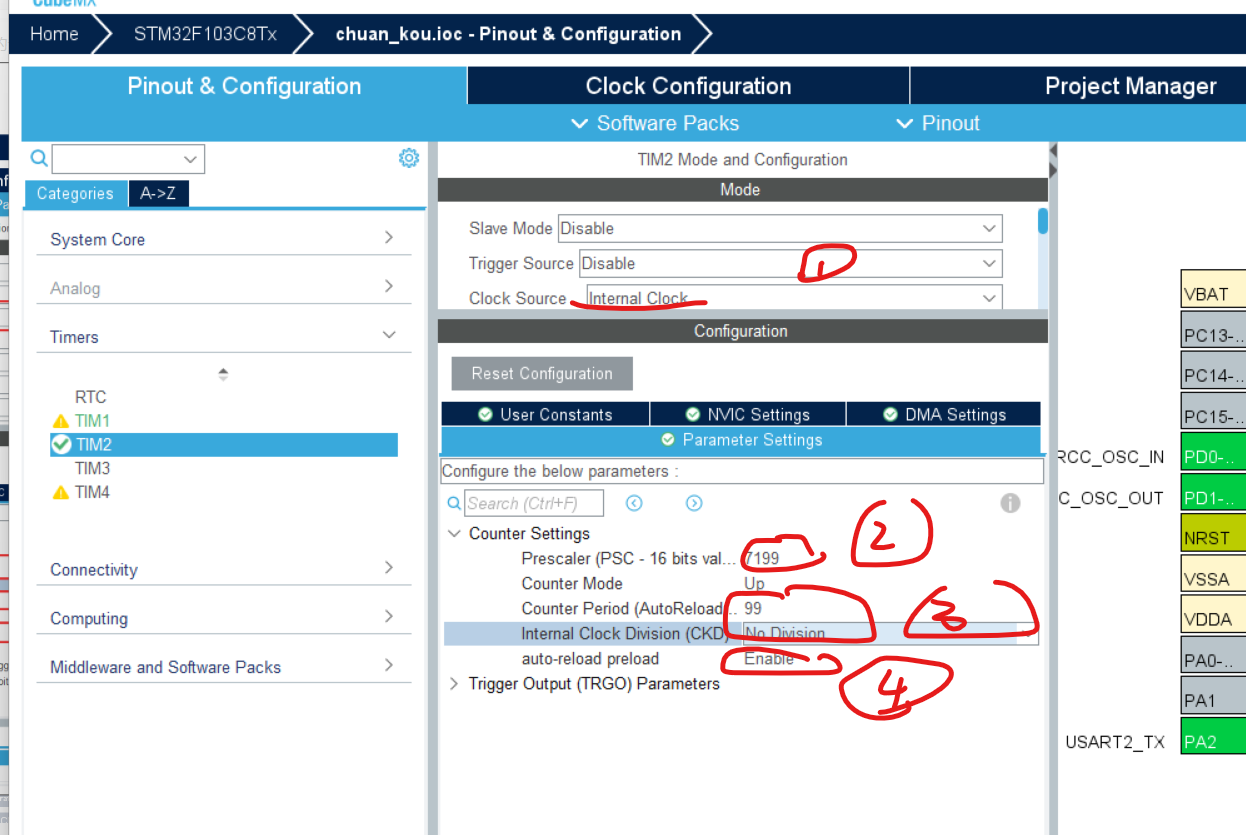 CubeMX
Home STM32F103C8Tx chuan_kou.ioc - Pinout & Configuration
Pinout & Configuration Clock Configuration Project Manager
Software Packs Pinout
TIM2 Mode and Configuration
Categories A->Z
Mode
System Core
Analog
Timers
RTC
TIM1
TIM2
TIM3
TIM4
Connectivity
Computing
Middleware and Software Packs
Slave Mode Disable
Trigger Source Disable
1
Clock Source Internal Clock
Configuration
Reset Configuration
User Constants NVIC Settings DMA Settings
Parameter Settings
Configure the below parameters :
Search (Ctrl+F)
Counter Settings
Prescaler (PSC - 16 bits val... 7199
2
Counter Mode Up
Counter Period (AutoReload... 99
3
Internal Clock Division (CKD) No Division
auto-reload preload Enable
4
Trigger Output (TRGO) Parameters
VBAT
PC13-..
PC14-..
PC15-..
RCC_OSC_IN PD0-..
C_OSC_OUT PD1-..
NRST
VSSA
VDDA
PA0-..
PA1
USART2_TX PA2